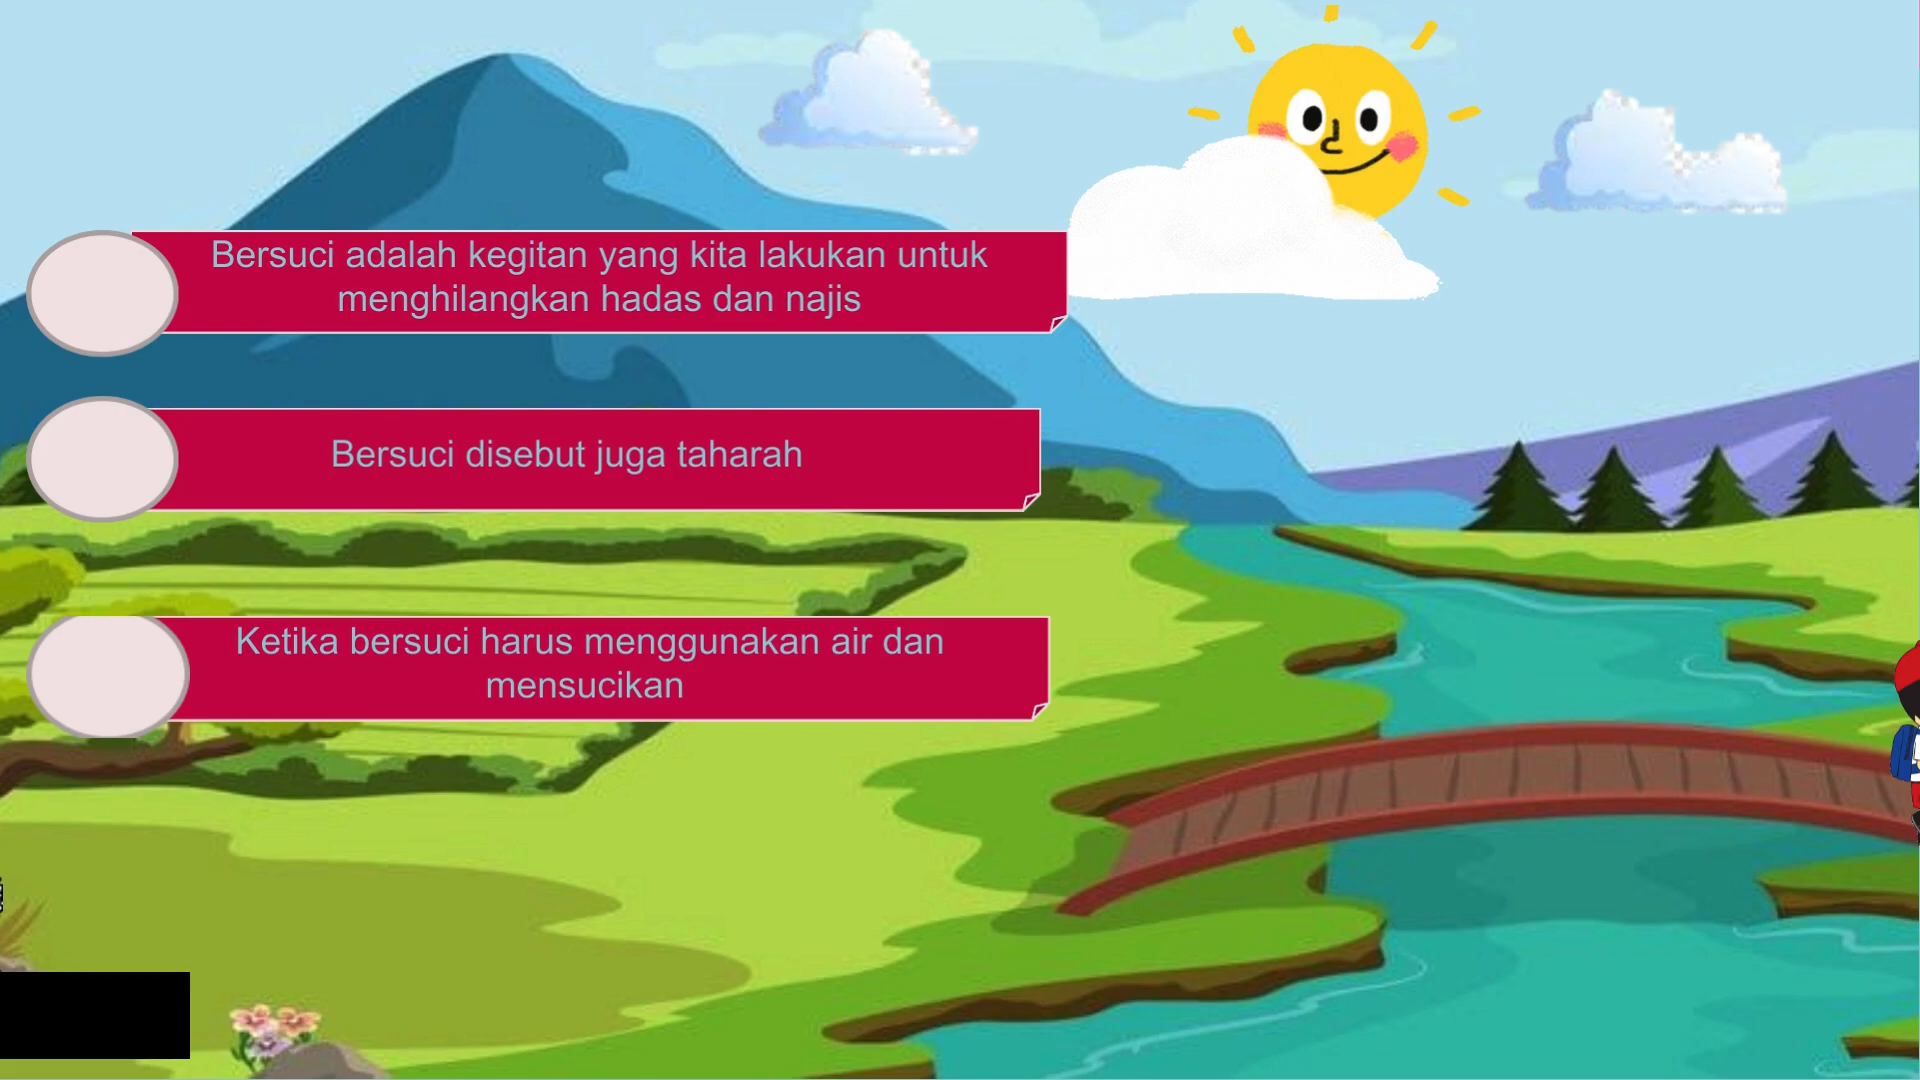 Bersuci adalah kegitan yang kita lakukan untuk
menghilangkan hadas dan najis
Bersuci disebut juga taharah
Ketika bersuci harus menggunakan air dan
mensucikan